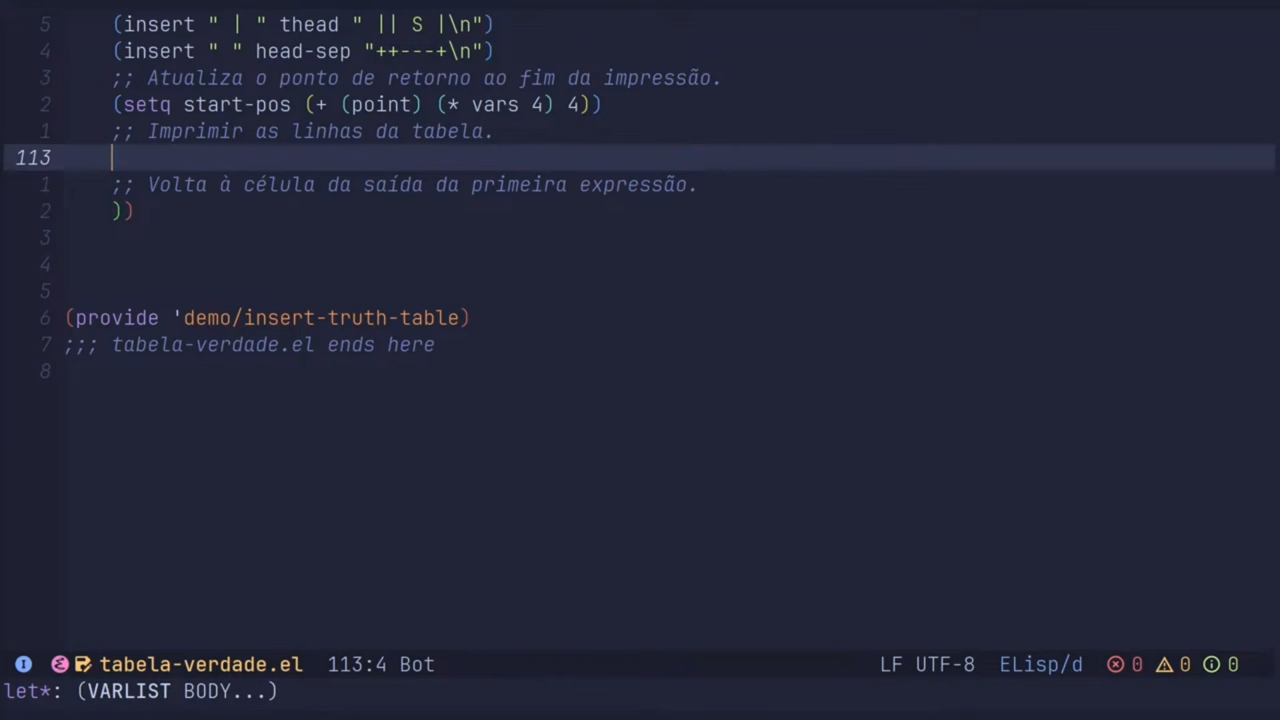 5 (insert " | " thead " || S |\n")
4 (insert " " head-sep "++---+\n")
3 ;; Atualiza o ponto de retorno ao fim da impressão.
2 (setq start-pos (+ (point) (* vars 4) 4))
1 ;; Imprimir as linhas da tabela.
113
1 ;; Volta à célula da saída da primeira expressão.
2 ))
3
4
5
6 (provide 'demo/insert-truth-table)
7 ;;; tabela-verdade.el ends here
8
I tabela-verdade.el 113:4 Bot LF UTF-8 ELisp/d 0 0 0
let*: (VARLIST BODY...)